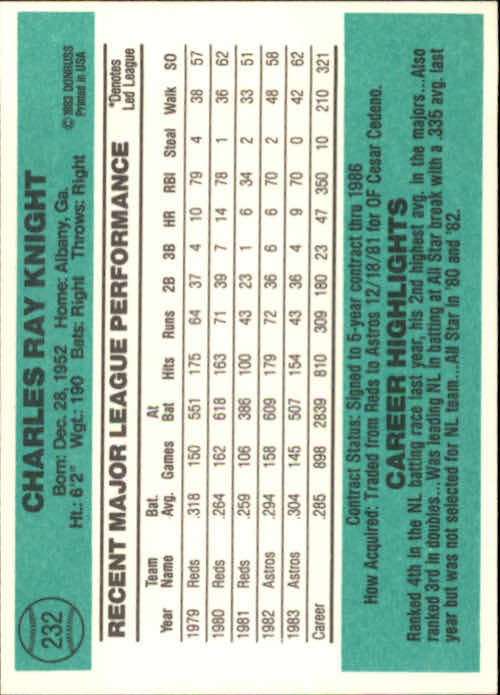 232
CHARLES RAY KNIGHT
Born: Dec. 28, 1952 Home: Albany, Ga.
Ht.: 6'2" Wgt.: 190 Bats: Right Throws: Right
© 1983 DONRUSS
Printed in USA
RECENT MAJOR LEAGUE PERFORMANCE
*Denotes
Led League
Team Bat. At
Year Name Avg. Games Bat Hits Runs 2B 3B HR RBI Steal Walk SO
1979 Reds .318 150 551 175 64 37 4 10 79 4 38 57
1980 Reds .264 162 618 163 71 39 7 14 78 1 36 62
1981 Reds .259 106 386 100 43 23 1 6 34 2 33 51
1982 Astros .294 158 609 179 72 36 6 6 70 2 48 58
1983 Astros .304 145 507 154 43 36 4 9 70 0 42 62
Career .285 898 2839 810 309 180 23 47 350 10 210 321
Contract Status: Signed to 6-year contract thru 1986
How Acquired: Traded from Reds to Astros 12/18/81 for OF Cesar Cedeno.
CAREER HIGHLIGHTS
Ranked 4th in the NL batting race last year, his 2nd highest avg. in the majors...Also
ranked 3rd in doubles...Was leading NL in batting at All Star break with a .335 avg. last
year but was not selected for NL team...All Star in '80 and '82.